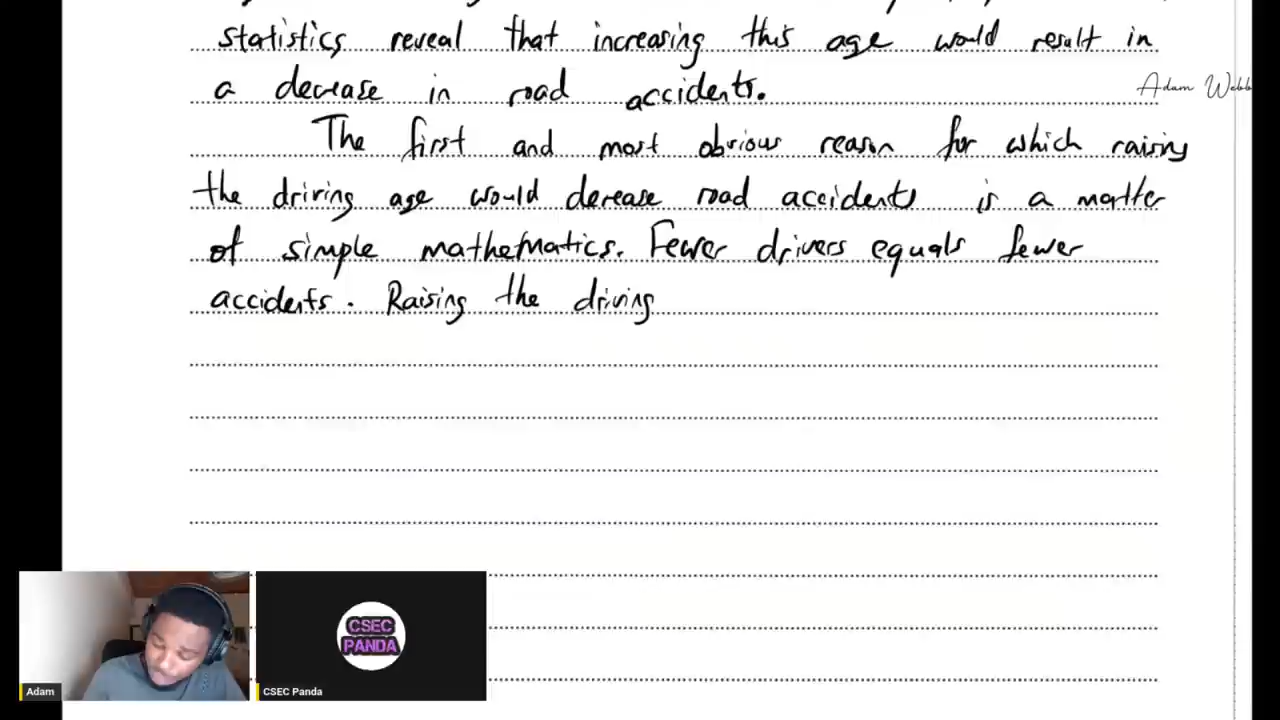 statistics reveal that increasing this age would result in
a decrease in road accidents.
Adam Webb
The first and most obvious reason for which raising
the driving age would derease road accidents is a matter
of simple mathematics. Fewer drivers equals fewer
accidents. Raising the driving
CSEC
PANDA
Adam
CSEC Panda